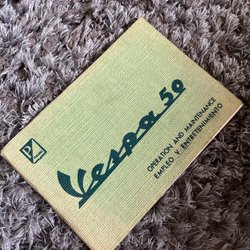 Vespa 50
OPERATION AND MAINTENANCE
EMPLEO Y ENTRETENIMIENTO